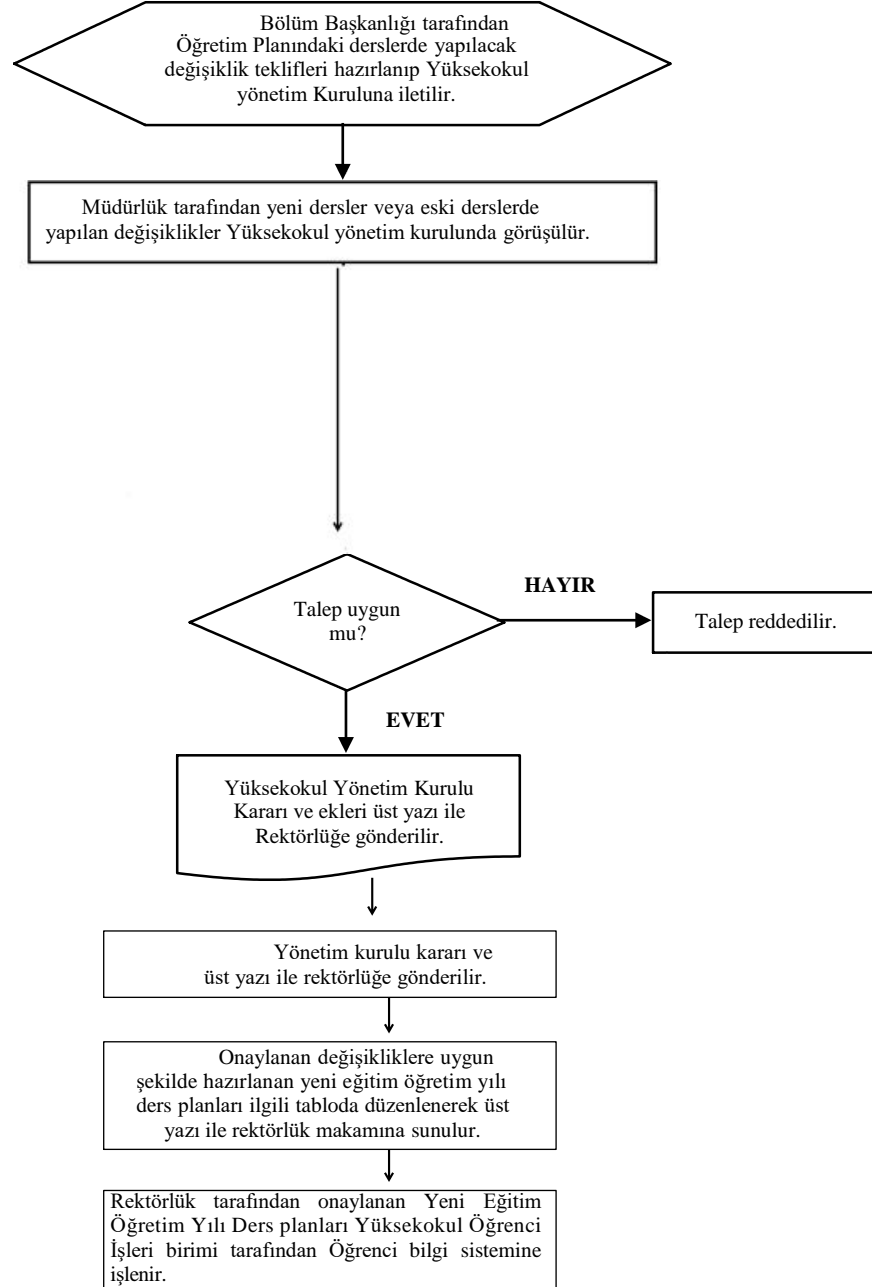 Bölüm Başkanlığı tarafından
Öğretim Planındaki derslerde yapılacak
değişiklik teklifleri hazırlanıp Yüksekokul
yönetim Kuruluna iletilir.
Müdürlük tarafından yeni dersler veya eski derslerde
yapılan değişiklikler Yüksekokul yönetim kurulunda görüşülür.
Talep uygun
mu?
HAYIR
Talep reddedilir.
EVET
Yüksekokul Yönetim Kurulu
Kararı ve ekleri üst yazı ile
Rektörlüğe gönderilir.
Yönetim kurulu kararı ve
üst yazı ile rektörlüğe gönderilir.
Onaylanan değişikliklere uygun
şekilde hazırlanan yeni eğitim öğretim yılı
ders planları ilgili tabloda düzenlenerek üst
yazı ile rektörlük makamına sunulur.
Rektörlük tarafından onaylanan Yeni Eğitim
Öğretim Yılı Ders planları Yüksekokul Öğrenci
İşleri birimi tarafından Öğrenci bilgi sistemine
işlenir.